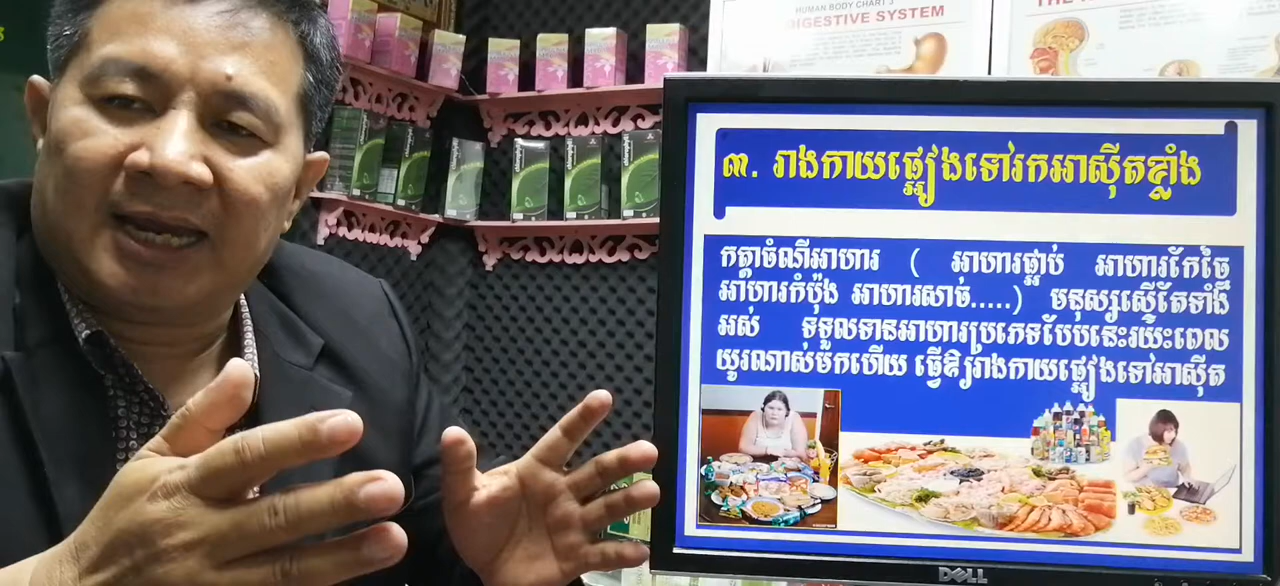 HUMAN BODY CHART 3
DIGESTIVE SYSTEM
៣. រាងកាយផ្អៀងទៅរកអាស៊ីតខ្លាំង
កត្តាចំណីអាហារ ( អាហារផ្អាប់ អាហារកែច្នៃ
អាហារកំប៉ុង អាហារសាច់.....) មនុស្សស្ទើតែទាំង
អស់ ទទួលទានអាហារប្រភេទបែបនេះរយ៉ះពេល
យូរណាស់មកហើយ ធ្វើឱ្យរាងកាយផ្អៀងទៅអាស៊ីត
DELL